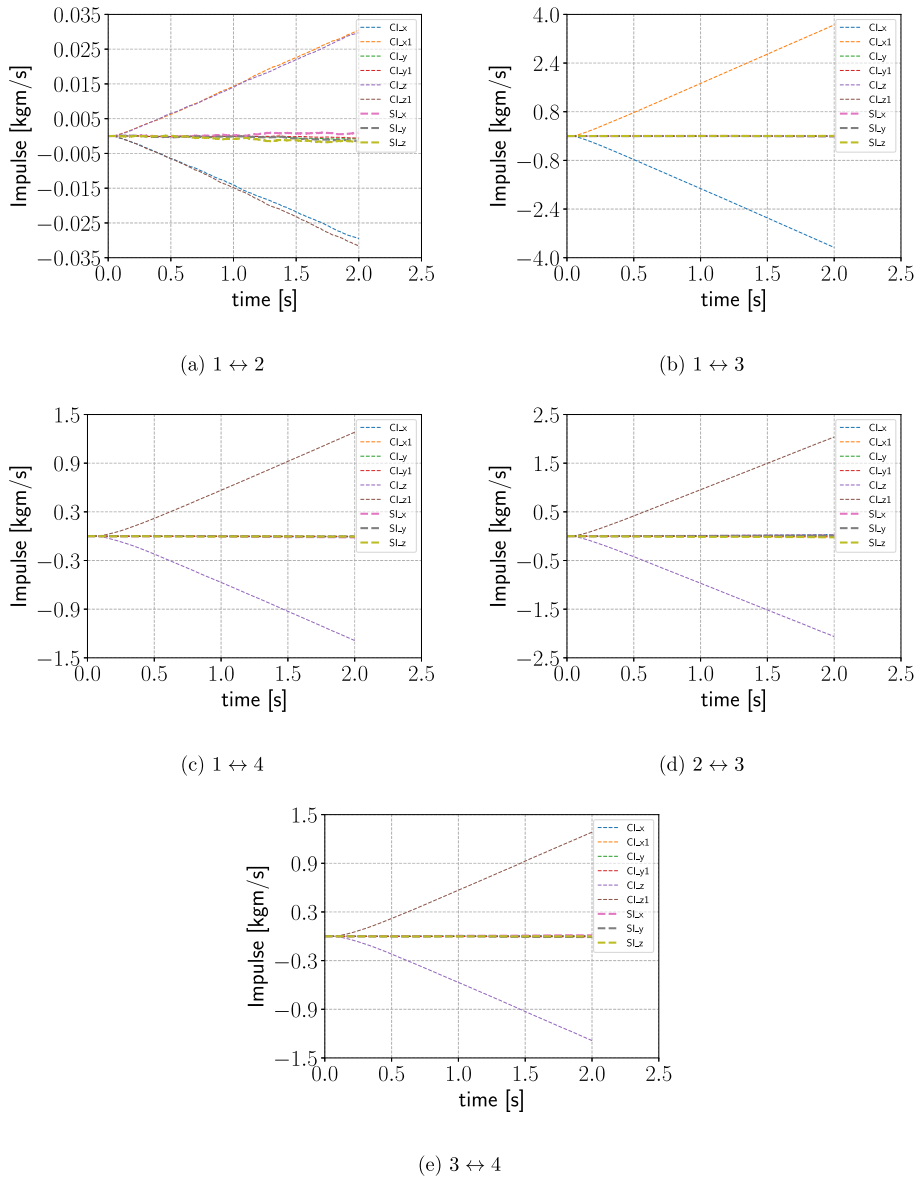 0.035
0.025
0.015
0.005
−0.005
−0.015
−0.025
−0.035
Impulse [kgm/s]
0.0 0.5 1.0 1.5 2.0 2.5
time [s]
CI_x
CI_x1
CI_y
CI_y1
CI_z
CI_z1
SI_x
SI_y
SI_z
(a) 1 ↔ 2
4.0
2.4
0.8
−0.8
−2.4
−4.0
Impulse [kgm/s]
0.0 0.5 1.0 1.5 2.0 2.5
time [s]
CI_x
CI_x1
CI_y
CI_y1
CI_z
CI_z1
SI_x
SI_y
SI_z
(b) 1 ↔ 3
1.5
0.9
0.3
−0.3
−0.9
−1.5
Impulse [kgm/s]
0.0 0.5 1.0 1.5 2.0 2.5
time [s]
CI_x
CI_x1
CI_y
CI_y1
CI_z
CI_z1
SI_x
SI_y
SI_z
(c) 1 ↔ 4
2.5
1.5
0.5
−0.5
−1.5
−2.5
Impulse [kgm/s]
0.0 0.5 1.0 1.5 2.0 2.5
time [s]
CI_x
CI_x1
CI_y
CI_y1
CI_z
CI_z1
SI_x
SI_y
SI_z
(d) 2 ↔ 3
1.5
0.9
0.3
−0.3
−0.9
−1.5
Impulse [kgm/s]
0.0 0.5 1.0 1.5 2.0 2.5
time [s]
CI_x
CI_x1
CI_y
CI_y1
CI_z
CI_z1
SI_x
SI_y
SI_z
(e) 3 ↔ 4